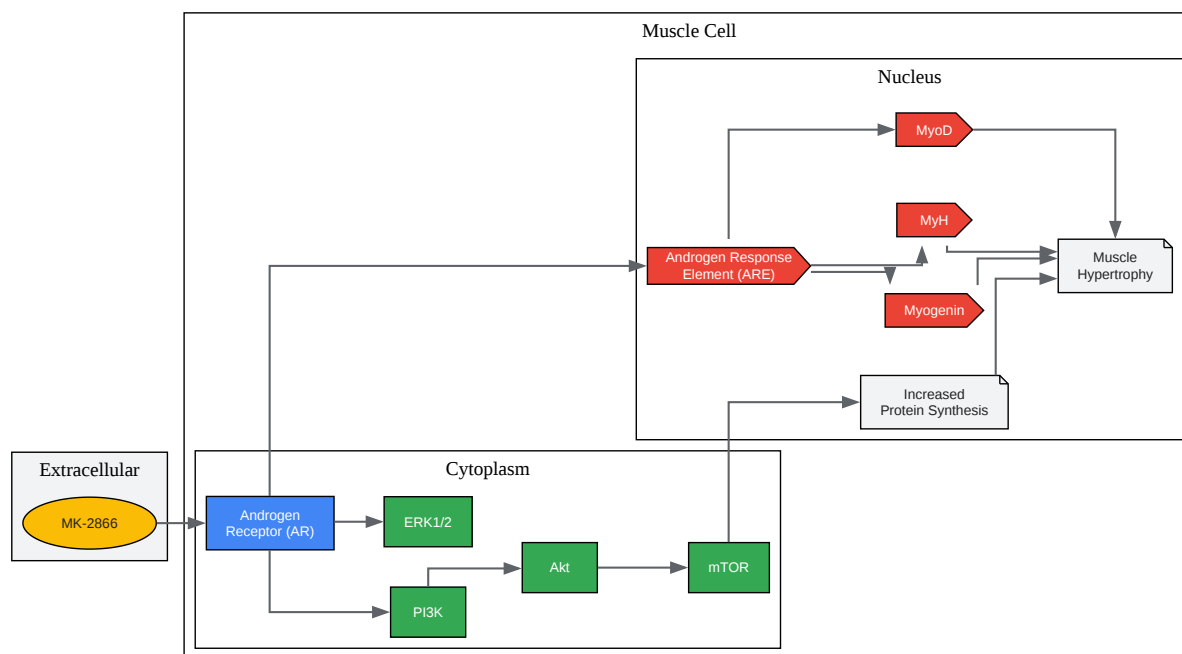 Muscle Cell
Nucleus
MyoD
MyH
Androgen Response
Element (ARE)
Muscle
Hypertrophy
Myogenin
Increased
Protein Synthesis
Extracellular
MK-2866
Cytoplasm
Androgen
Receptor (AR)
ERK1/2
Akt
mTOR
PI3K